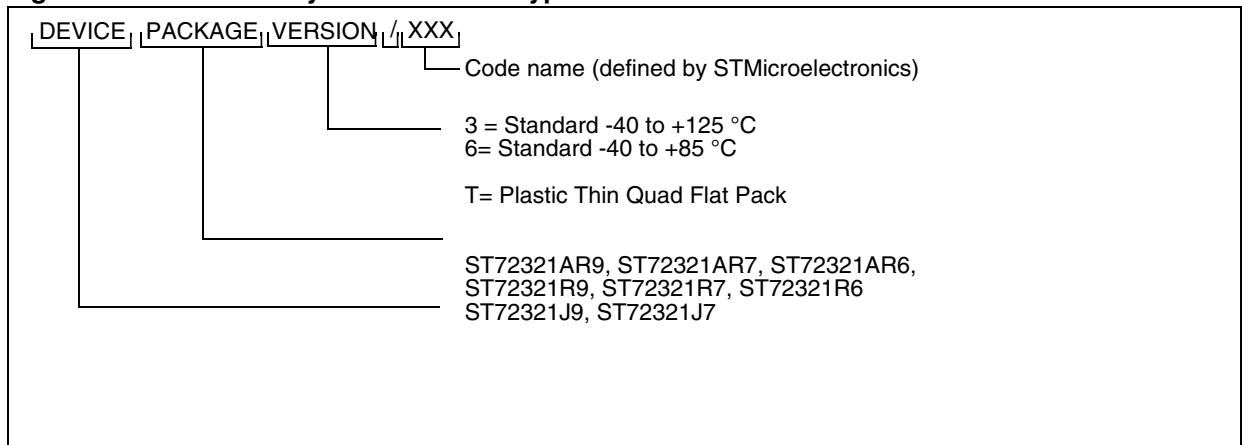 DEVICE PACKAGE VERSION / XXX
Code name (defined by STMicroelectronics)
3 = Standard -40 to +125 °C
6= Standard -40 to +85 °C
T= Plastic Thin Quad Flat Pack
ST72321AR9, ST72321AR7, ST72321AR6,
ST72321R9, ST72321R7, ST72321R6
ST72321J9, ST72321J7